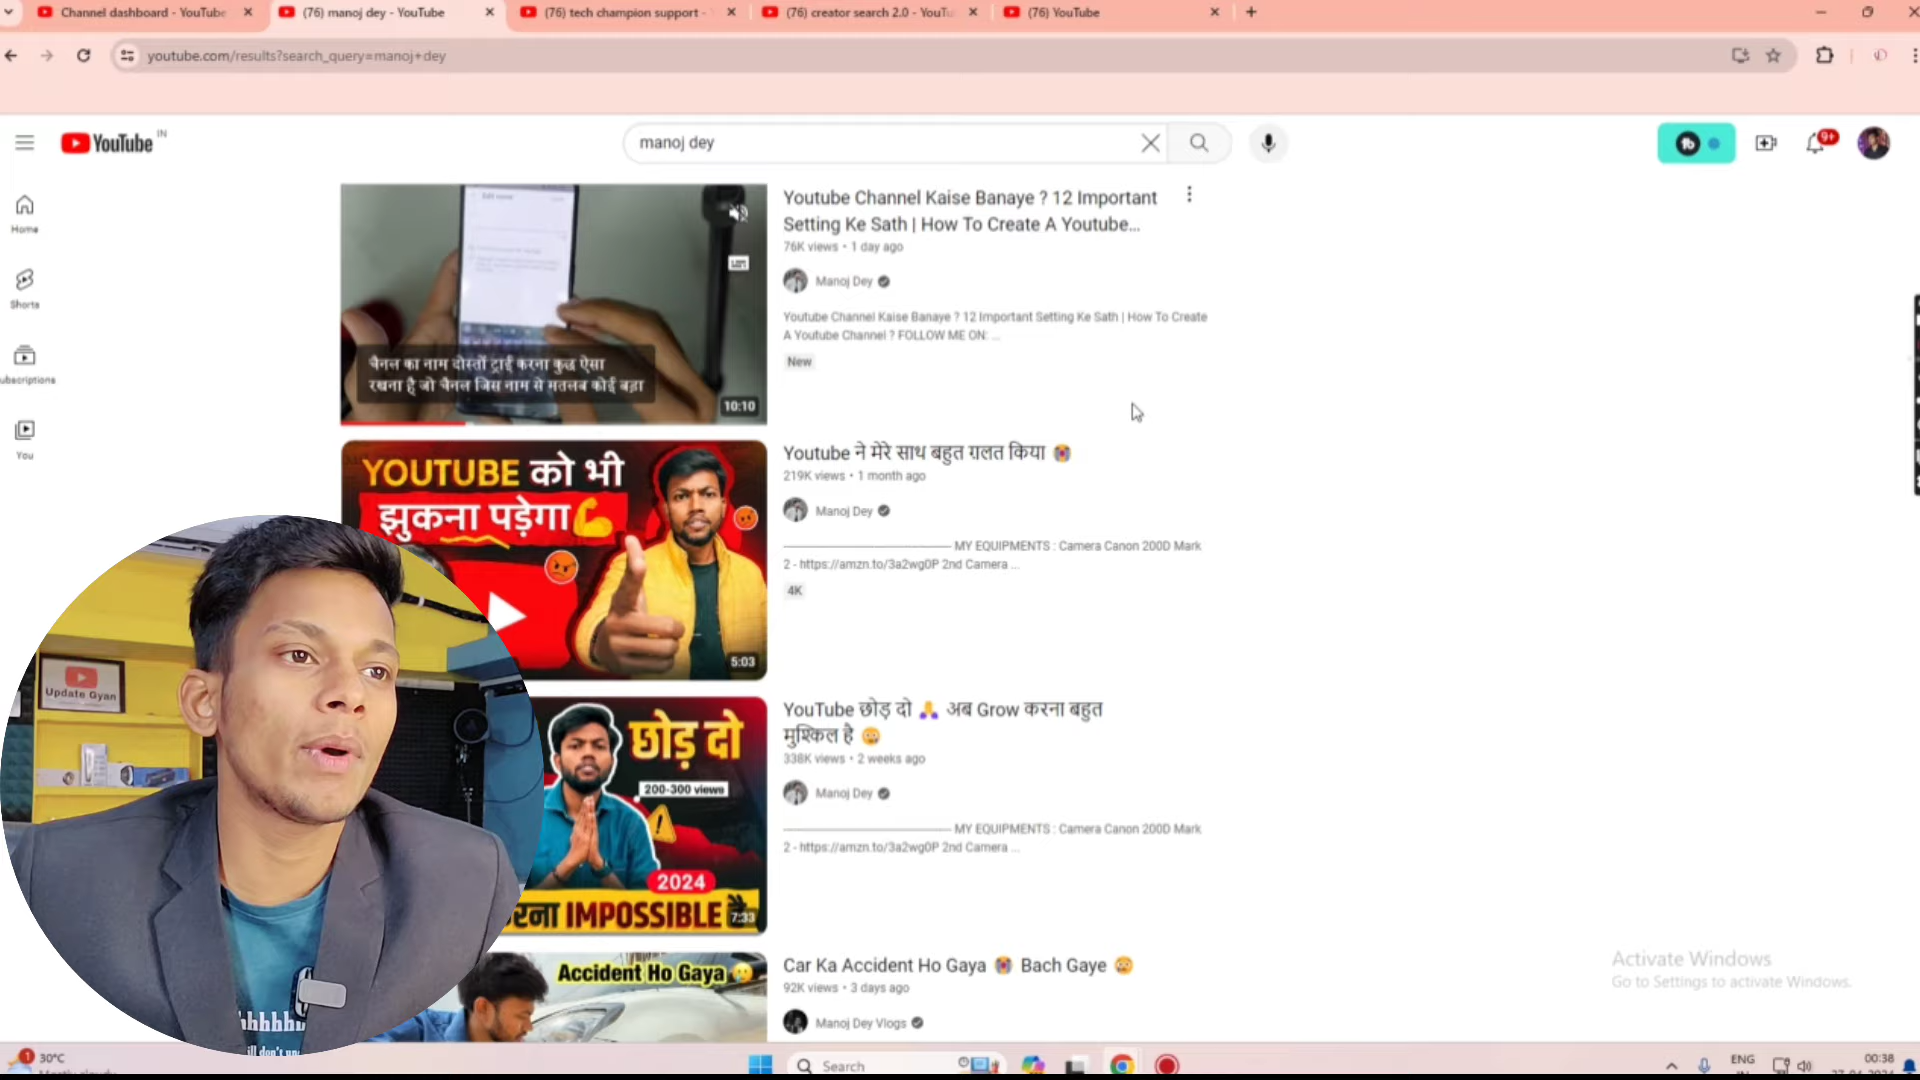 Channel dashboard - YouTube
(76) manoj dey - YouTube
(76) tech champion support -
(76) creator search 2.0 - YouTu
(76) YouTube
youtube.com/results?search_query=manoj+dey
YouTube IN
manoj dey
9+
Home
Shorts
ubscriptions
You
चैनल का नाम दोस्तों ट्राई करना कुछ ऐसा
रखना है जो चैनल जिस नाम से मतलब कोई बड़ा
10:10
Youtube Channel Kaise Banaye ? 12 Important
Setting Ke Sath | How To Create A Youtube...
76K views • 1 day ago
Manoj Dey
Youtube Channel Kaise Banaye ? 12 Important Setting Ke Sath | How To Create
A Youtube Channel ? FOLLOW ME ON: ...
New
YOUTUBE को भी
झुकना पड़ेगा
5:03
Youtube ने मेरे साथ बहुत गलत किया
219K views • 1 month ago
Manoj Dey
MY EQUIPMENTS : Camera Canon 200D Mark
2 - https://amzn.to/3a2wg0P 2nd Camera ...
4K
छोड़ दो
200-300 views
2024
रना IMPOSSIBLE है
7:33
YouTube छोड़ दो 🙏 अब Grow करना बहुत
मुश्किल है 😳
338K views • 2 weeks ago
Manoj Dey
MY EQUIPMENTS : Camera Canon 200D Mark
2 - https://amzn.to/3a2wg0P 2nd Camera ...
Accident Ho Gaya
Car Ka Accident Ho Gaya Bach Gaye
92K views • 3 days ago
Manoj Dey Vlogs
Update Gyan
Activate Windows
Go to Settings to activate Windows.
1
30°C
Search
ENG
00:38